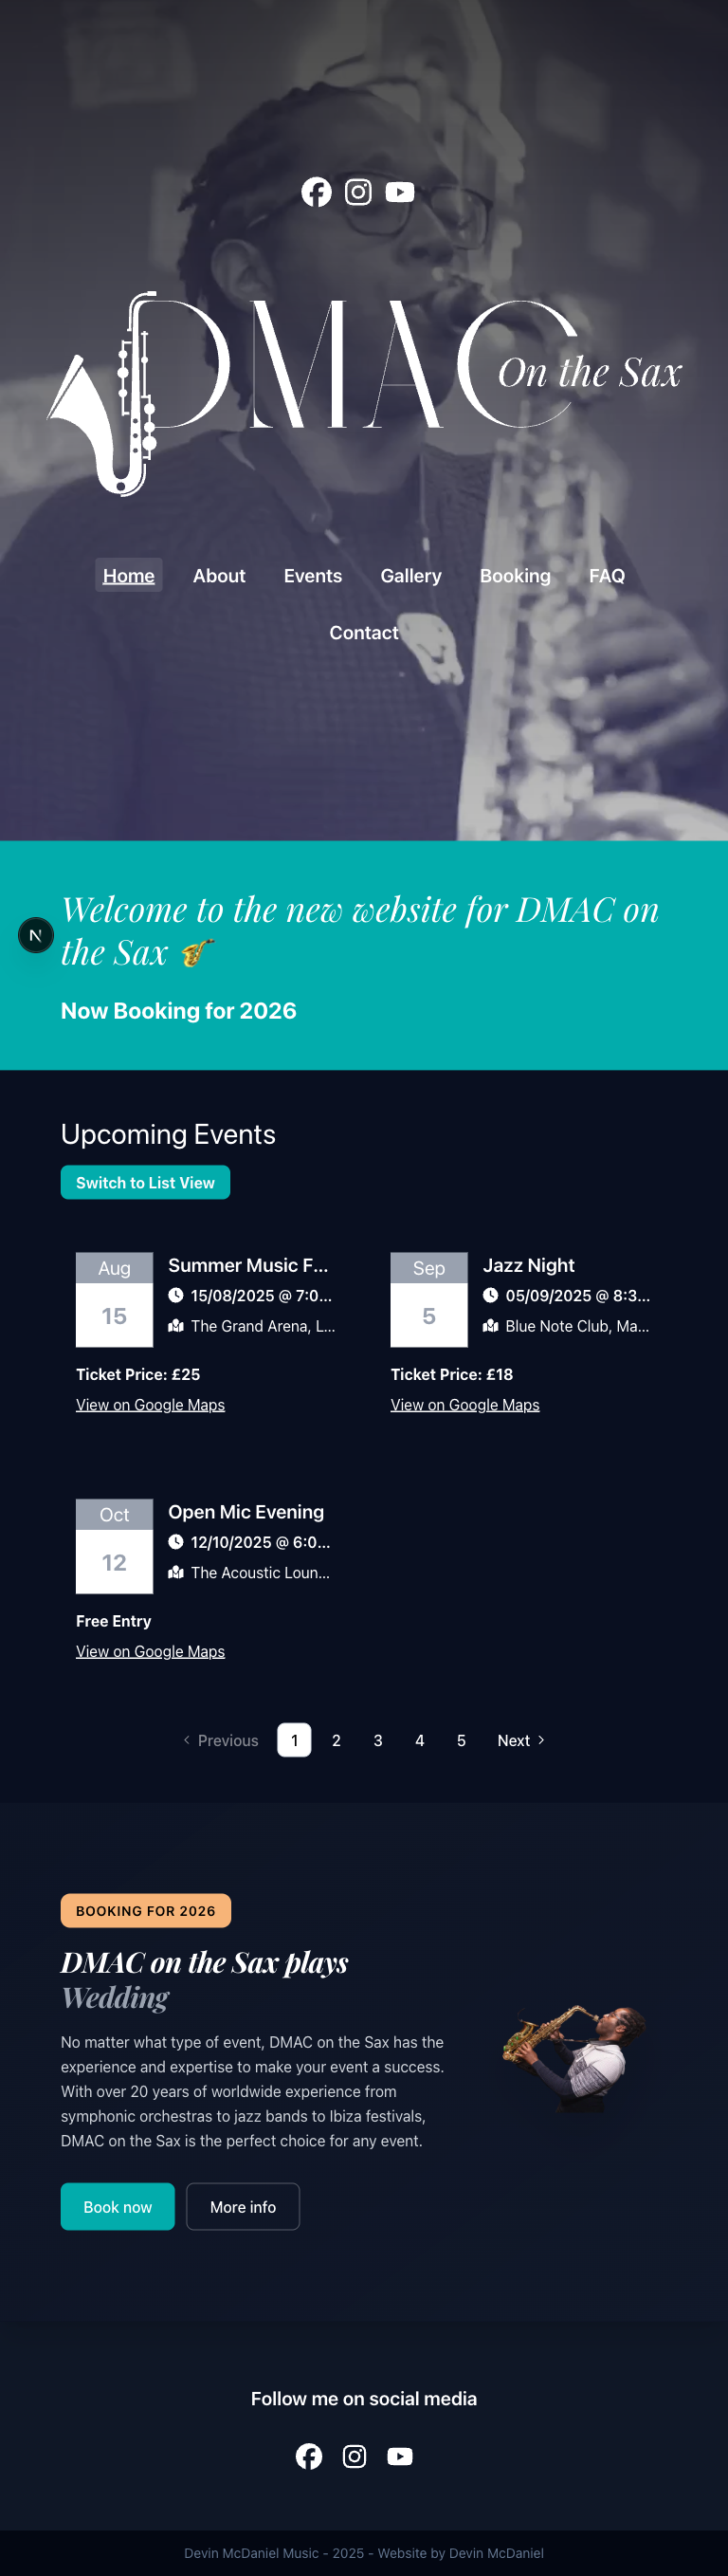 DMAC
On the Sax
Home About Events Gallery Booking FAQ
Contact
Welcome to the new website for DMAC on
the Sax 🎷
N
Now Booking for 2026
Upcoming Events
Switch to List View
Aug
15
Summer Music F...
15/08/2025 @ 7:0...
The Grand Arena, L...
Ticket Price: £25
View on Google Maps
Sep
5
Jazz Night
05/09/2025 @ 8:3...
Blue Note Club, Ma...
Ticket Price: £18
View on Google Maps
Oct
12
Open Mic Evening
12/10/2025 @ 6:0...
The Acoustic Loun...
Free Entry
View on Google Maps
Previous 1 2 3 4 5 Next
BOOKING FOR 2026
DMAC on the Sax plays
Wedding
No matter what type of event, DMAC on the Sax has the
experience and expertise to make your event a success.
With over 20 years of worldwide experience from
symphonic orchestras to jazz bands to Ibiza festivals,
DMAC on the Sax is the perfect choice for any event.
Book now More info
Follow me on social media
Devin McDaniel Music - 2025 - Website by Devin McDaniel